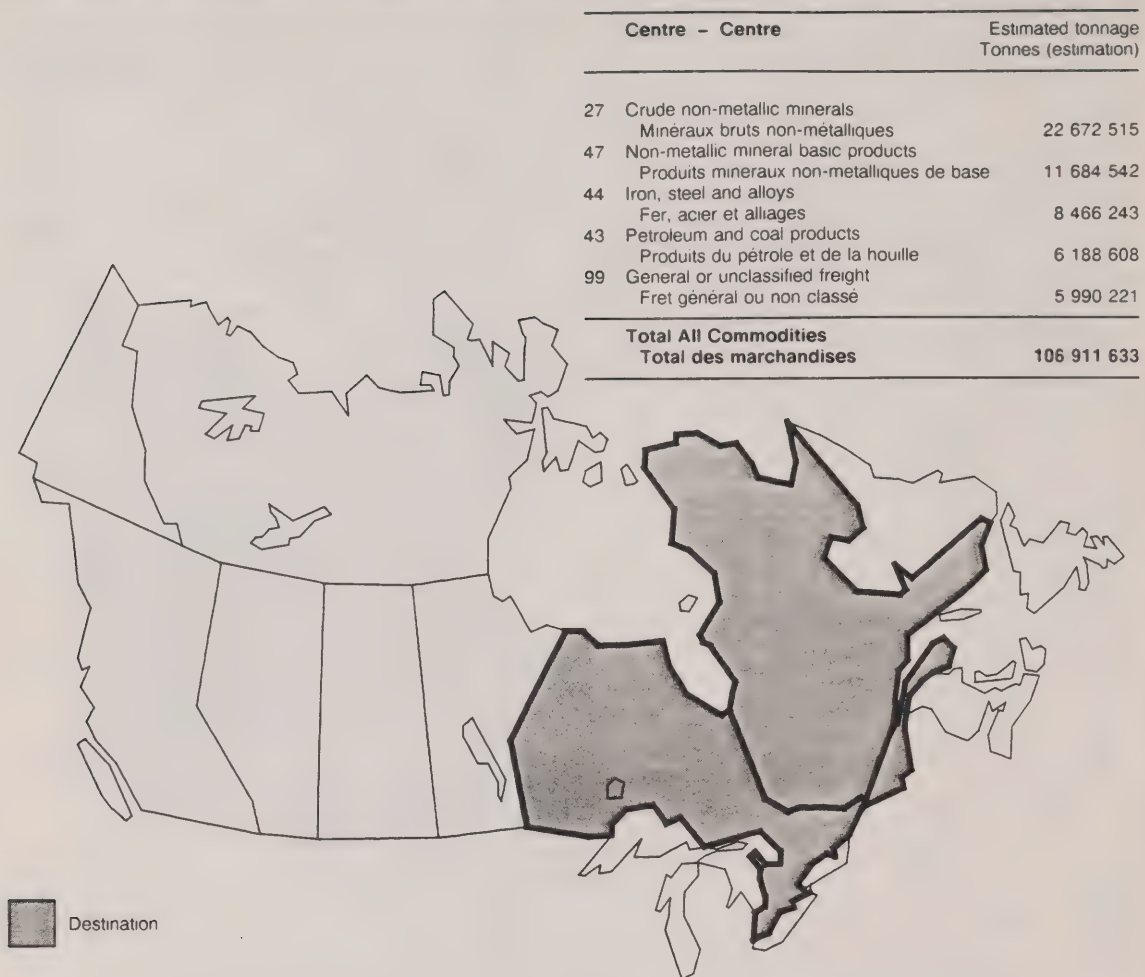 Centre – Centre Estimated tonnage
Tonnes (estimation)
27 Crude non-metallic minerals
Minéraux bruts non-métalliques 22 672 515
47 Non-metallic mineral basic products
Produits mineraux non-metalliques de base 11 684 542
44 Iron, steel and alloys
Fer, acier et alliages 8 466 243
43 Petroleum and coal products
Produits du pétrole et de la houille 6 188 608
99 General or unclassified freight
Fret général ou non classé 5 990 221
Total All Commodities
Total des marchandises 106 911 633
Destination